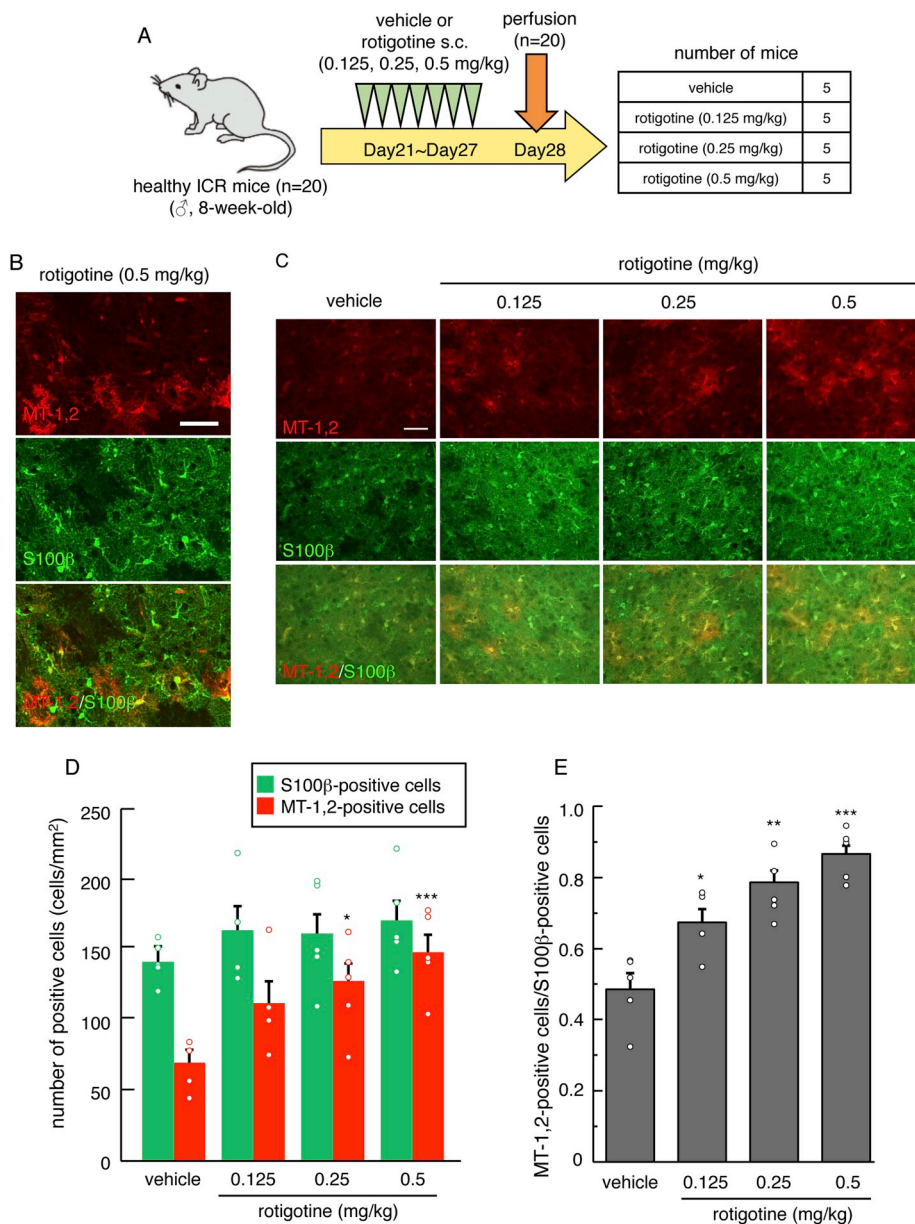 A
vehicle or
rotigotine s.c.
(0.125, 0.25, 0.5 mg/kg)
perfusion
(n=20)
Day21~Day27
Day28
healthy ICR mice (n=20)
(♂, 8-week-old)
number of mice
vehicle 5
rotigotine (0.125 mg/kg) 5
rotigotine (0.25 mg/kg) 5
rotigotine (0.5 mg/kg) 5
B
rotigotine (0.5 mg/kg)
MT-1,2
S100β
MT-1,2/S100β
C
rotigotine (mg/kg)
vehicle 0.125 0.25 0.5
MT-1,2
S100β
MT-1,2/S100β
D
S100β-positive cells
MT-1,2-positive cells
number of positive cells (cells/mm²)
250
200
150
100
50
0
*
***
vehicle 0.125 0.25 0.5
rotigotine (mg/kg)
E
MT-1,2-positive cells/S100β-positive cells
1.0
0.8
0.6
0.4
0.2
0
*
**
***
vehicle 0.125 0.25 0.5
rotigotine (mg/kg)